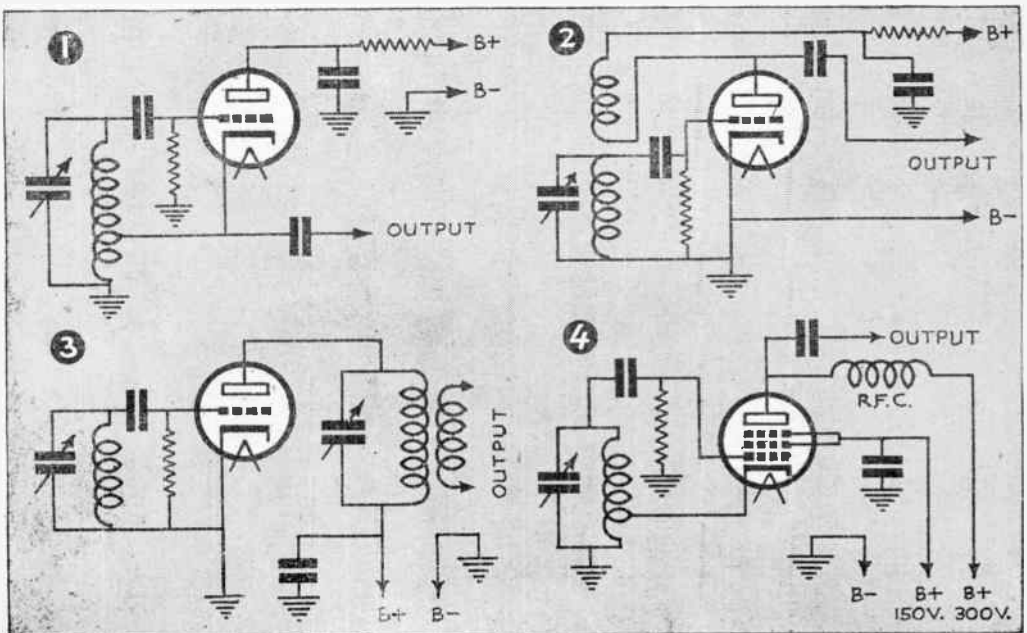 1
B+
B-
OUTPUT
2
B+
OUTPUT
B-
3
OUTPUT
B+ B-
4
OUTPUT
R.F.C.
B- B+ B+
150V. 300V.